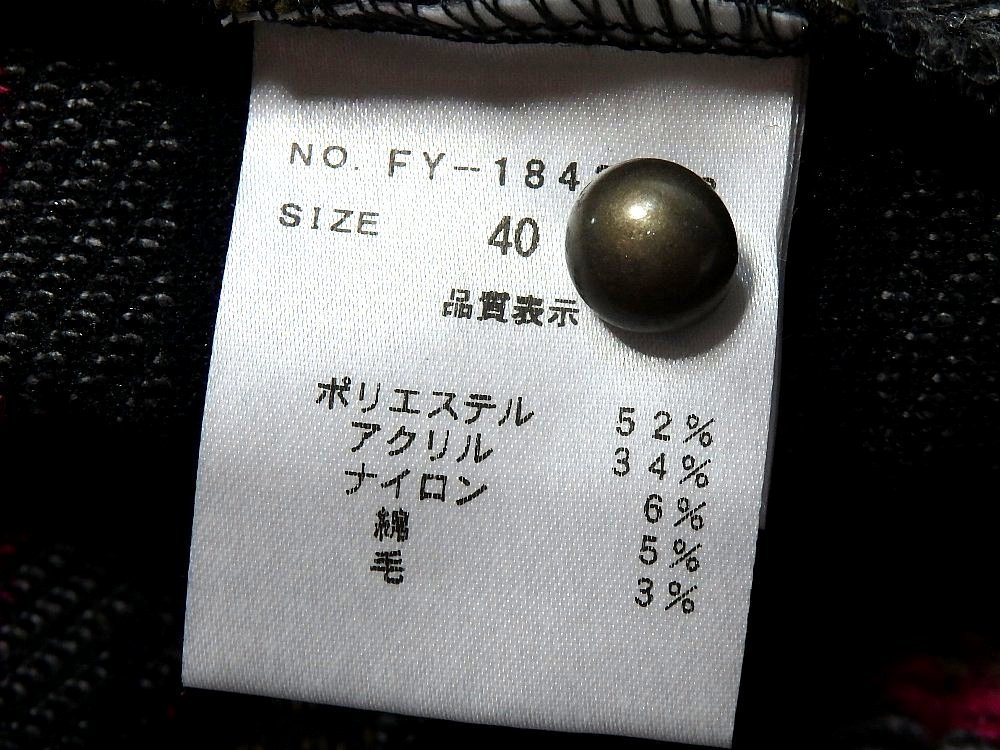 NO. FY-184
SIZE 40
品質表示
ポリエステル 52%
アクリル 34%
ナイロン 6%
綿 5%
毛 3%